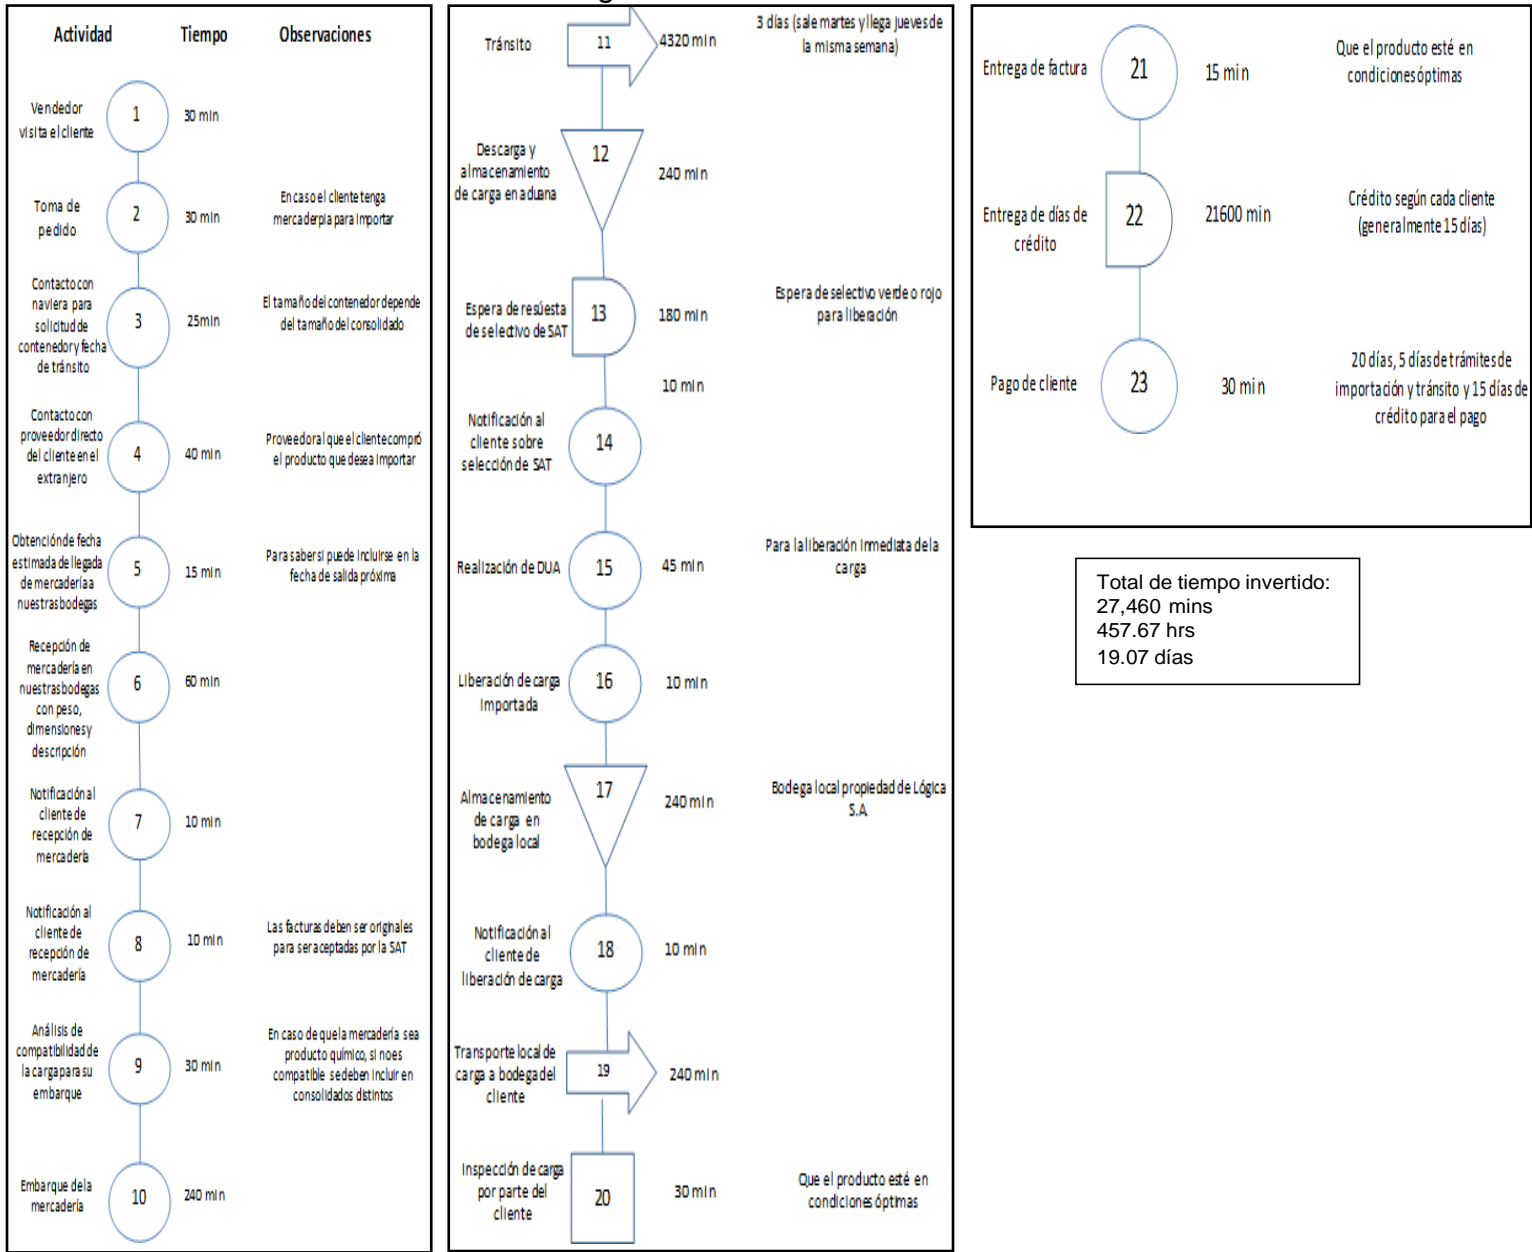 Actividad Tiempo Observaciones
Vendedor
visita el cliente
1
30 min
Toma de
pedido
2
30 min
En caso el cliente tenga
mercaderpía para importar
Contacto con
naviera para
solicitud de
contenedor y fecha
de tránsito
3
25min
El tamaño del contenedor depende
del tamaño del consolidado
Contacto con
proveedor directo
del cliente en el
extranjero
4
40 min
Proveedor al que el cliente compró
el producto que desea importar
Obtención de fecha
estimada de llegada
de mercadería a
nuestras bodegas
5
15 min
Para saber si puede incluirse en la
fecha de salida próxima
Recepción de
mercadería en
nuestras bodegas
con peso,
dimensiones y
descripción
6
60 min
Notificación al
cliente de
recepción de
mercadería
7
10 min
Notificación al
cliente de
recepción de
mercadería
8
10 min
Las facturas deben ser originales
para ser aceptadas por la SAT
Análisis de
compatibilidad de
la carga para su
embarque
9
30 min
En caso de que la mercadería sea
producto químico, si no es
compatible se deben incluir en
consolidados distintos
Embarque de la
mercadería
10
240 min
Tránsito
11
4320 min
3 días (sale martes y llega jueves de
la misma semana)
Descarga y
almacenamiento
de carga en aduana
12
240 min
Espera de resúesta
de selectivo de SAT
13
180 min
Espera de selectivo verde o rojo
para liberación
10 min
Notificación al
cliente sobre
selección de SAT
14
Realización de DUA
15
45 min
Para la liberación inmediata de la
carga
Liberación de carga
importada
16
10 min
Almacenamiento
de carga en
bodega local
17
240 min
Bodega local propiedad de Lógica
S.A.
Notificación al
cliente de
liberación de carga
18
10 min
Transporte local de
carga a bodega del
cliente
19
240 min
Inspección de carga
por parte del
cliente
20
30 min
Que el producto esté en
condiciones óptimas
Entrega de factura
21
15 min
Que el producto esté en
condiciones óptimas
Entrega de días de
crédito
22
21600 min
Crédito según cada cliente
(generalmente 15 días)
Pago de cliente
23
30 min
20 días, 5 días de trámites de
importación y tránsito y 15 días de
crédito para el pago
Total de tiempo invertido:
27,460 mins
457.67 hrs
19.07 días